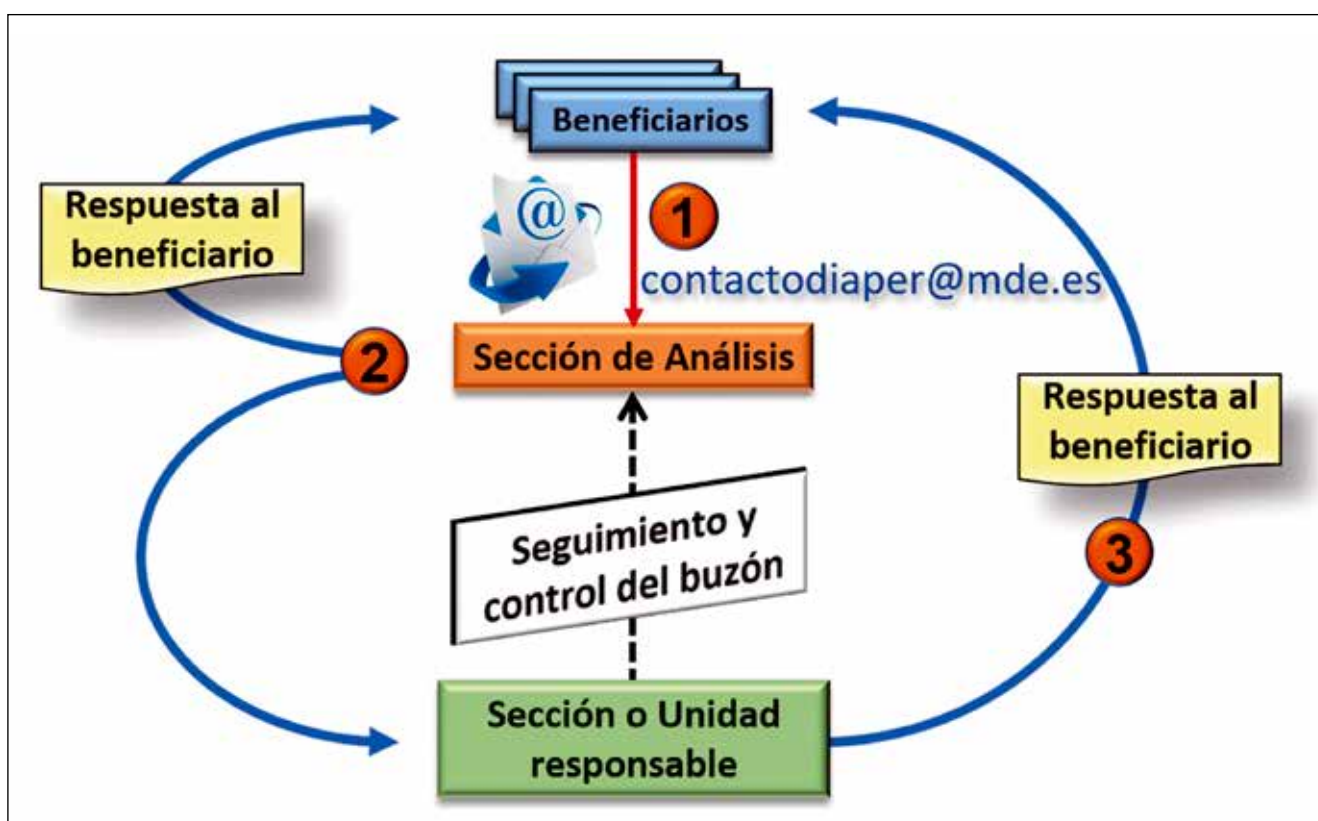 Beneficiarios
Respuesta al
beneficiario
@
1
contactodiaper@mde.es
2
Sección de Análisis
Respuesta al
beneficiario
Seguimiento y
control del buzón
3
Sección o Unidad
responsable